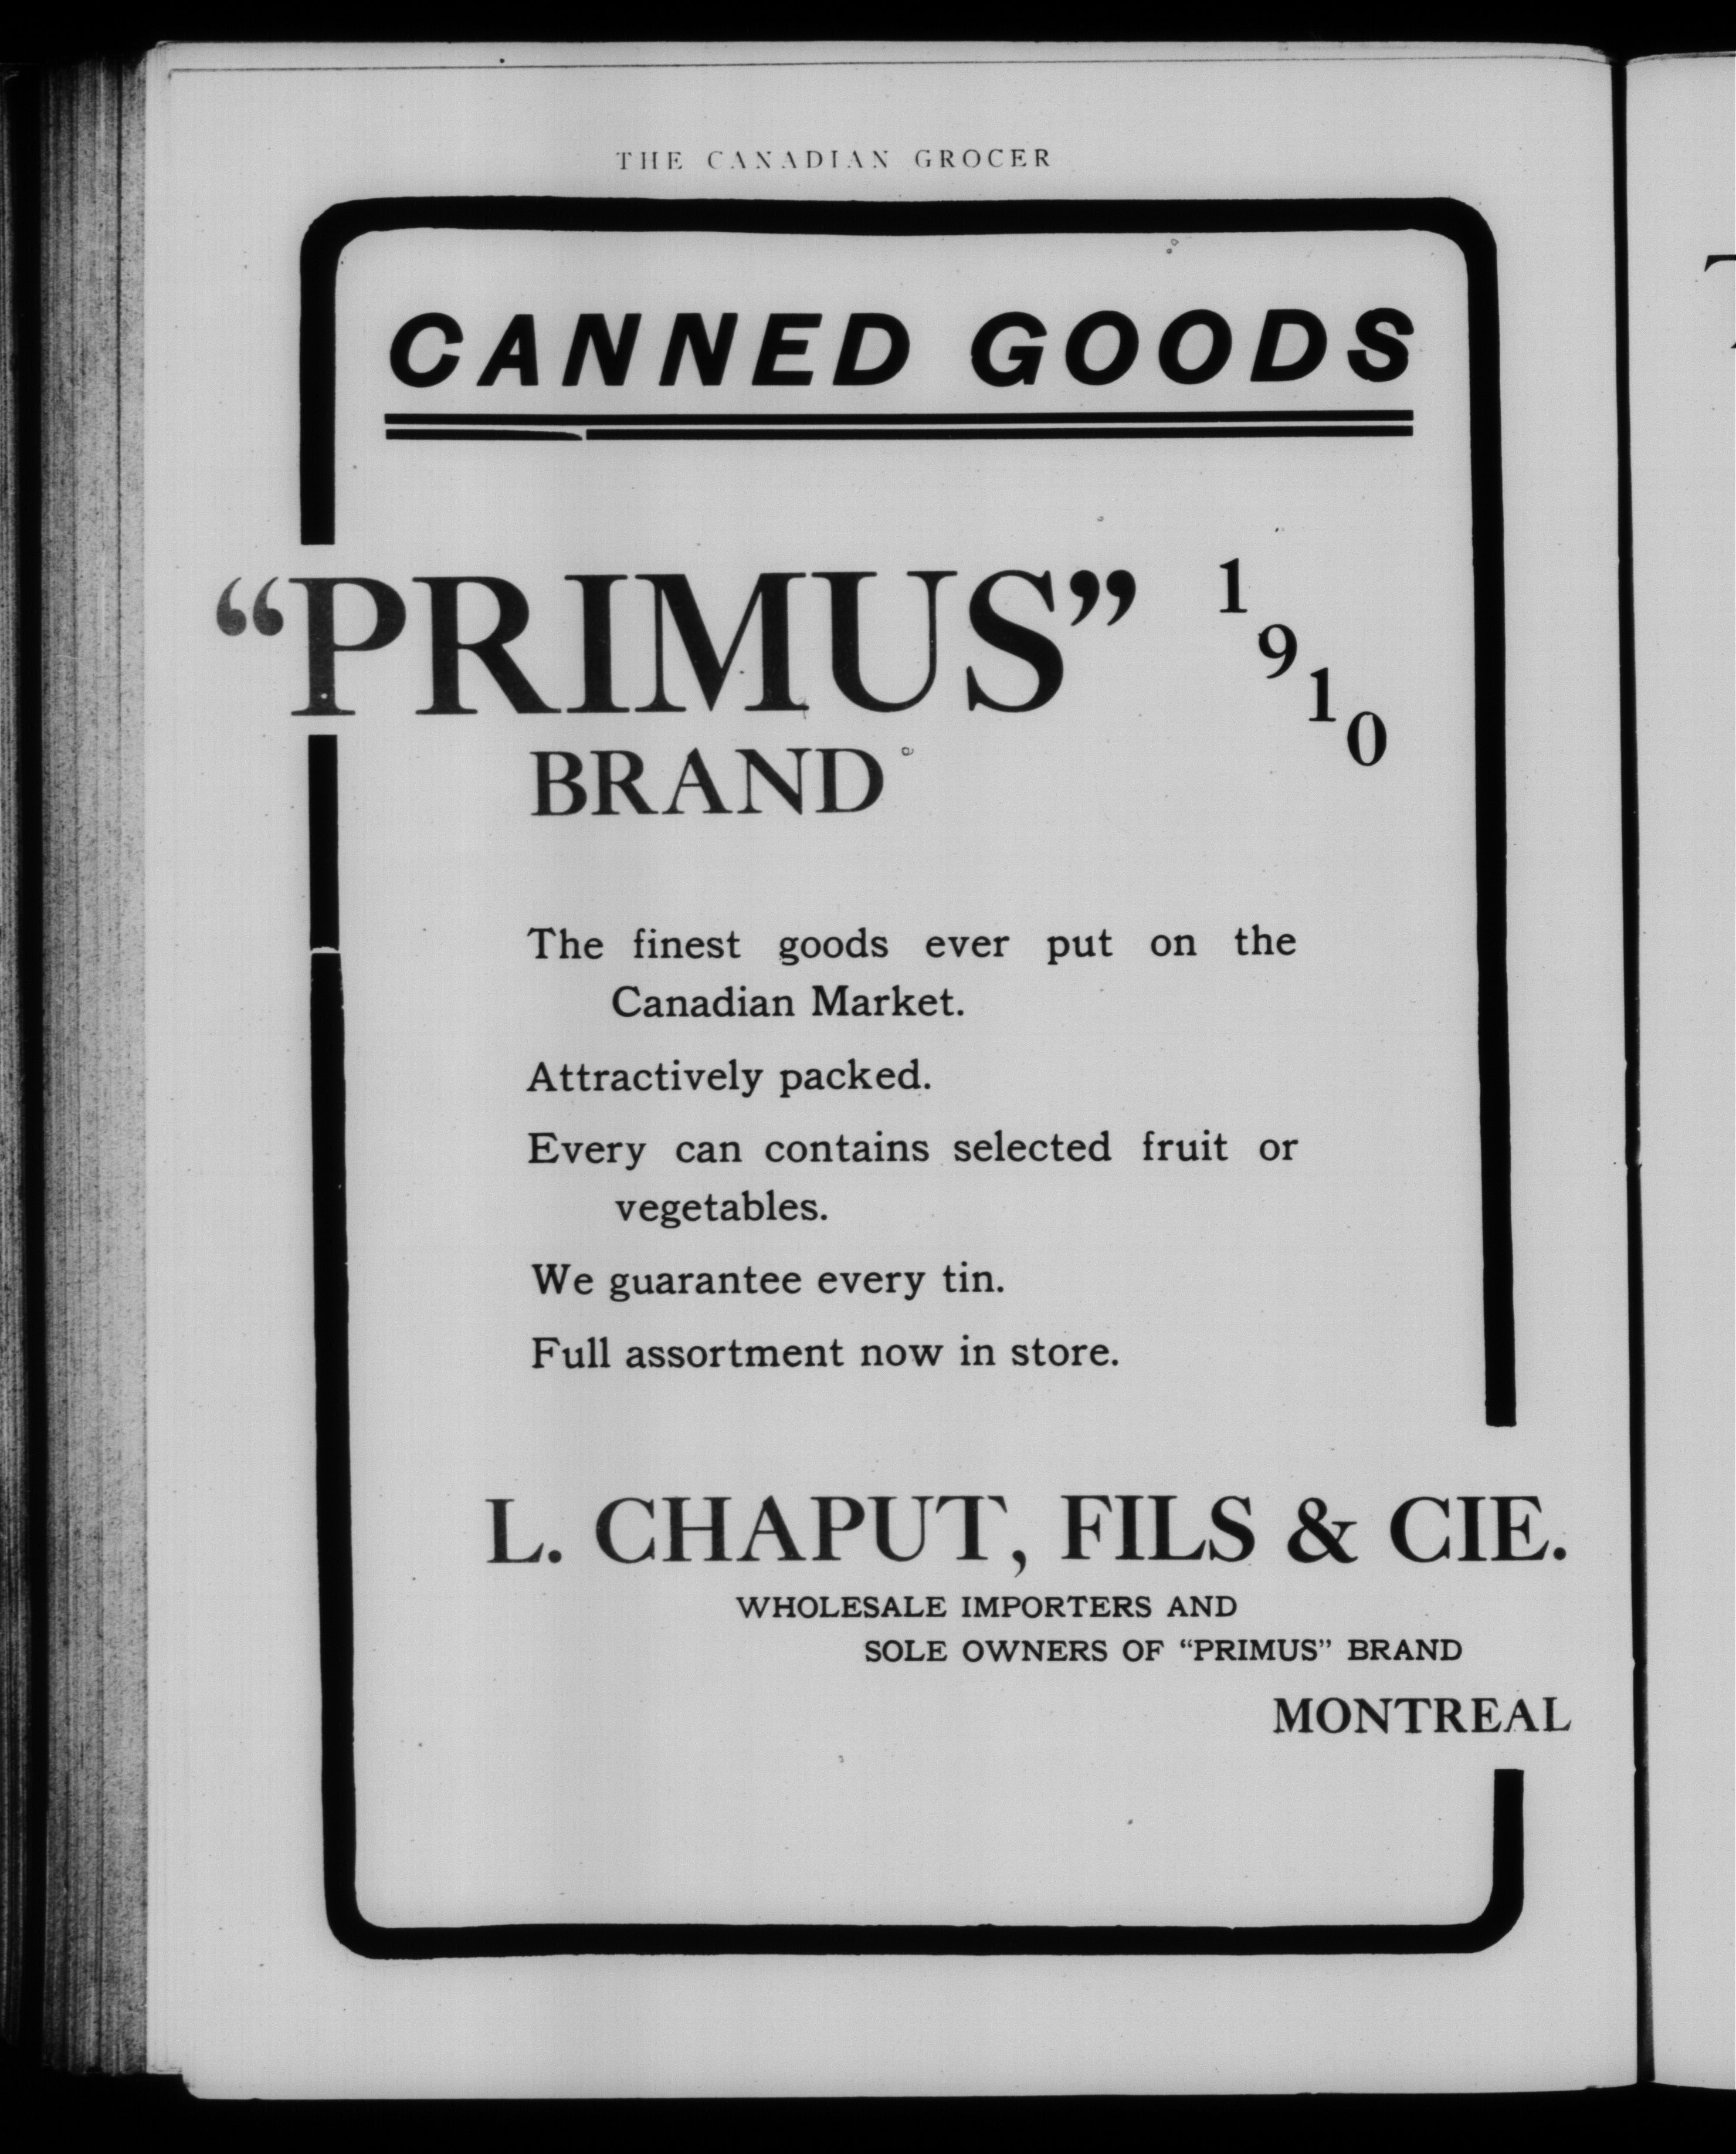 THE CANADIAN GROCER
CANNED GOODS
“PRIMUS” 1910
BRAND
The finest goods ever put on the
Canadian Market.
Attractively packed.
Every can contains selected fruit or
vegetables.
We guarantee every tin.
Full assortment now in store.
L. CHAPUT, FILS & CIE.
WHOLESALE IMPORTERS AND
SOLE OWNERS OF “PRIMUS” BRAND
MONTREAL